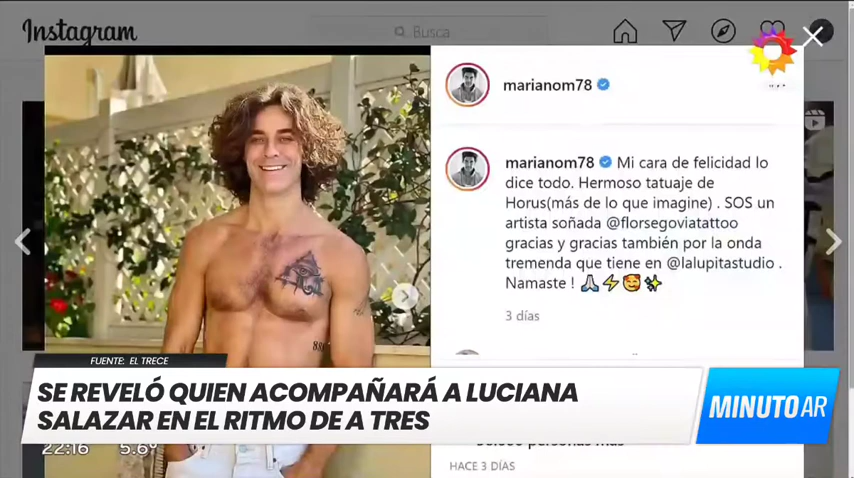 Instagram
Busca
marianom78
marianom78 Mi cara de felicidad lo
dice todo. Hermoso tatuaje de
Horus(más de lo que imagine) . SOS un
artista soñada @florsegoviatattoo
gracias y gracias también por la onda
tremenda que tiene en @lalupitastudio .
Namaste ! 🙏⚡🥰✨
3 días
FUENTE: EL TRECE
SE REVELÓ QUIEN ACOMPAÑARÁ A LUCIANA
SALAZAR EN EL RITMO DE A TRES
MINUTO AR
22:16 5.6º
personas más
HACE 3 DÍAS